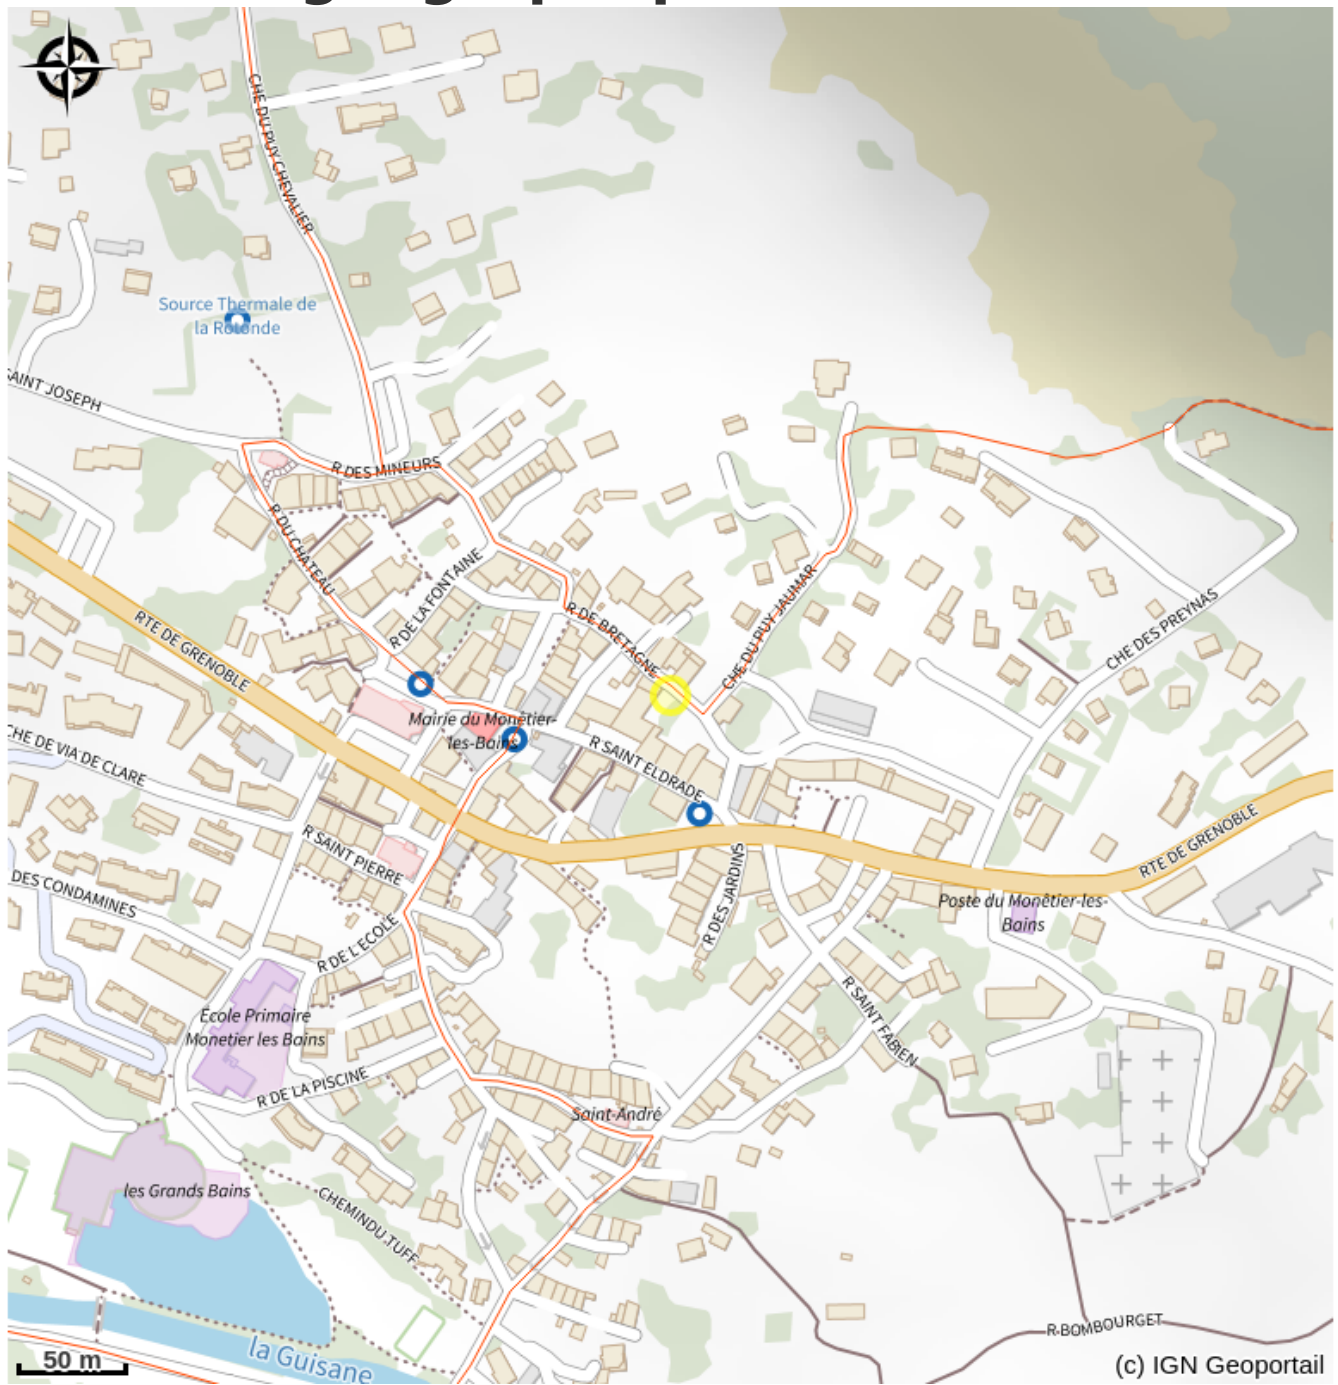 CHE DU PUY CHEVALIER
Source Thermale de
la Rotonde
SAINT JOSEPH
R DES MINEURS
R DU CHATEAU
R DE LA FONTAINE
RTE DE GRENOBLE
R DE BRETAGNE
CHE DU PUY JAUMAR
CHE DES PREYNAS
Mairie du Monêtier-
les-Bains
R SAINT ELDRADE
CHE DE VIA DE CLARE
R SAINT PIERRE
RTE DE GRENOBLE
DES CONDAMINES
R DE L'ECOLE
R DES JARDINS
Poste du Monêtier-les-
Bains
R SAINT FABIEN
Ecole Primaire
Monetier les Bains
R DE LA PISCINE
Saint-André
les Grands Bains
CHEMIN DU TUFF
R BOMBOURGET
la Guisane
50 m
(c) IGN Geoportail